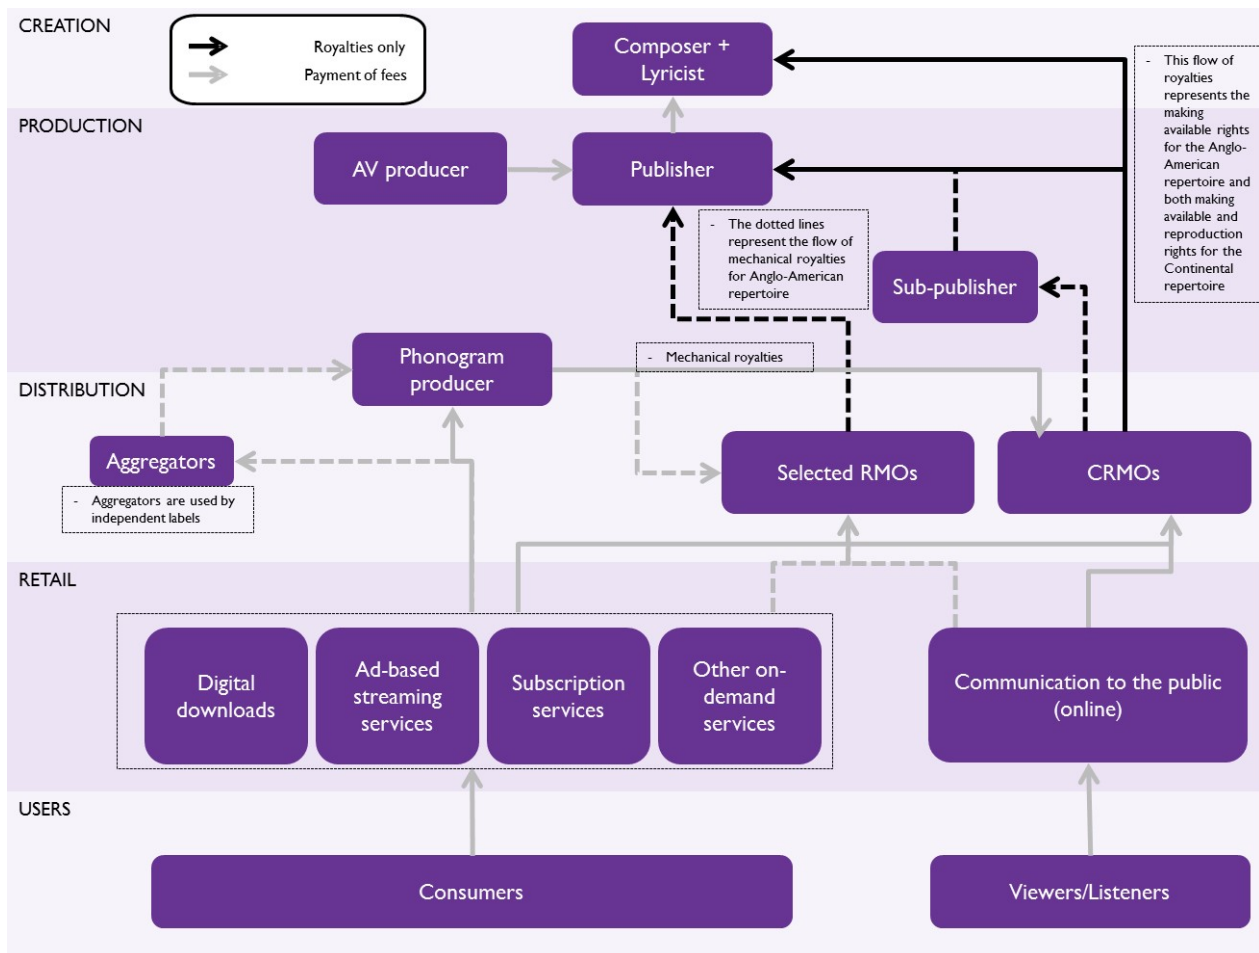 CREATION
Royalties only
Payment of fees
Composer +
Lyricist
- This flow of
royalties
represents the
making
available rights
for the Anglo-
American
repertoire and
both making
available and
reproduction
rights for the
Continental
repertoire
PRODUCTION
AV producer
Publisher
- The dotted lines
represent the flow of
mechanical royalties
for Anglo-American
repertoire
Sub-publisher
Phonogram
producer
- Mechanical royalties
DISTRIBUTION
Aggregators
- Aggregators are used by
independent labels
Selected RMOs
CRMOs
RETAIL
Digital
downloads
Ad-based
streaming
services
Subscription
services
Other on-
demand
services
Communication to the public
(online)
USERS
Consumers
Viewers/Listeners